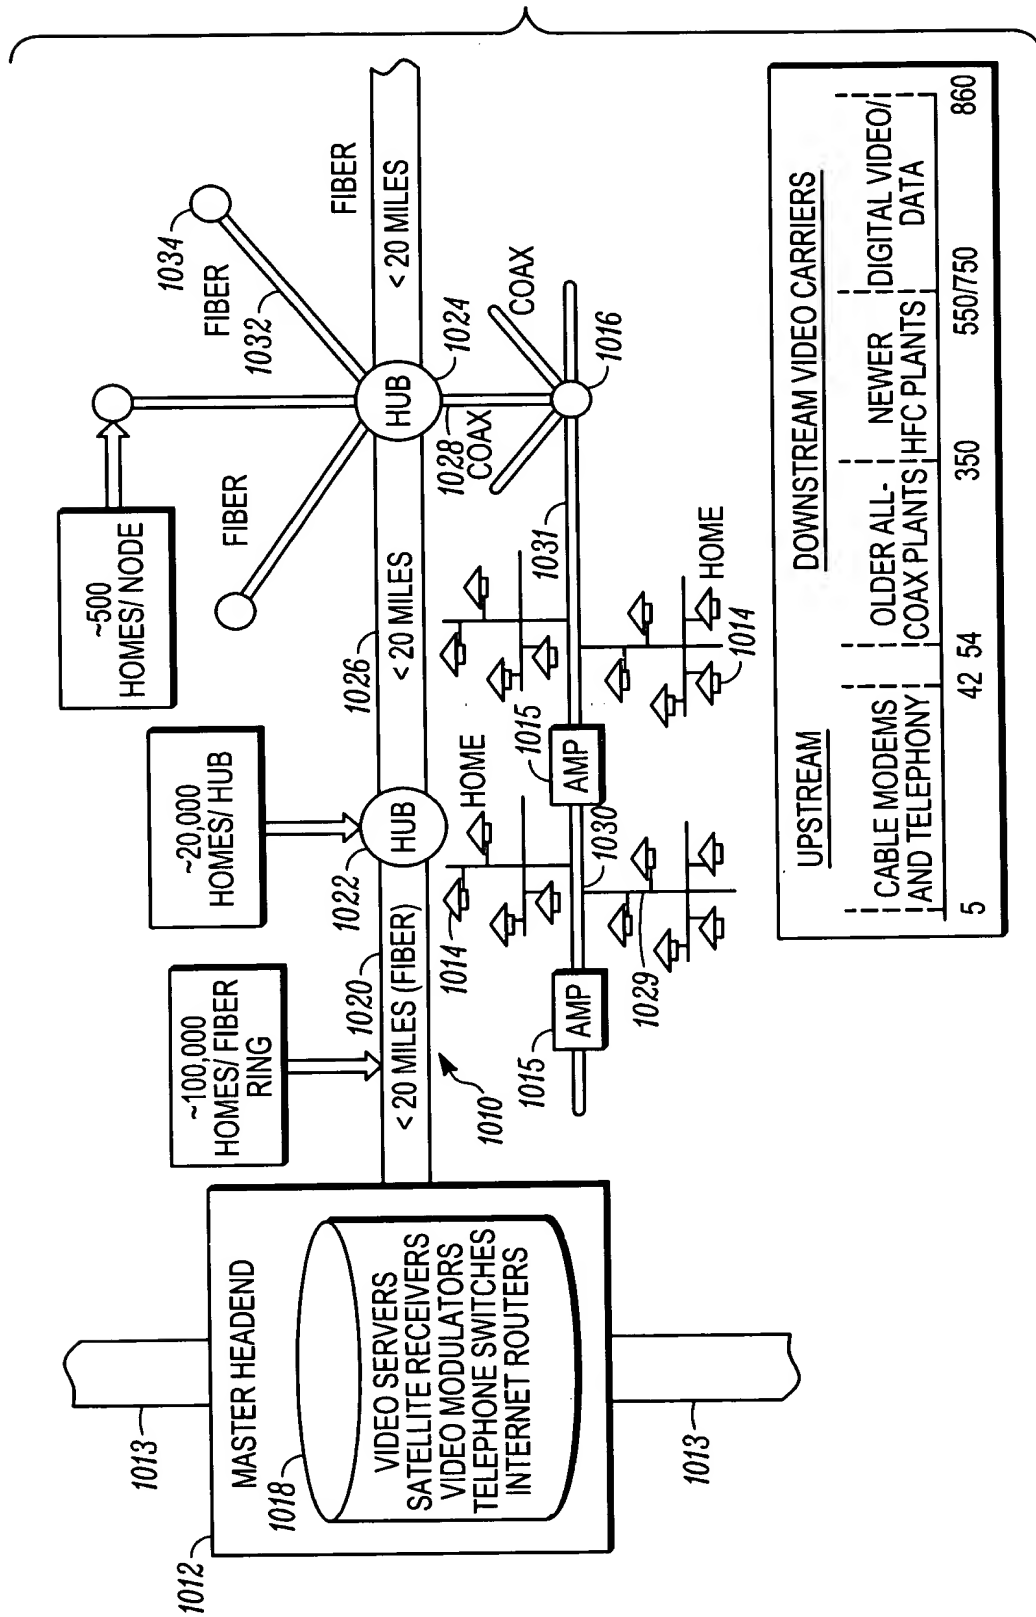 ~100,000
HOMES/ FIBER
RING
~20,000
HOMES/ HUB
~500
HOMES/ NODE
1012
1013
MASTER HEADEND
1018
VIDEO SERVERS
SATELLITE RECEIVERS
VIDEO MODULATORS
TELEPHONE SWITCHES
INTERNET ROUTERS
1013
1020
< 20 MILES (FIBER)
1010
1022
HUB
1026
< 20 MILES
FIBER
FIBER
1032
1034
HUB
1024
< 20 MILES
FIBER
1028
COAX
COAX
1016
1014
HOME
1015
AMP
1029
1030
1015
AMP
1031
HOME
1014
UPSTREAM
DOWNSTREAM VIDEO CARRIERS
CABLE MODEMS
AND TELEPHONY
OLDER ALL-
COAX PLANTS
NEWER
HFC PLANTS
DIGITAL VIDEO/
DATA
5 42 54 350 550/750 860